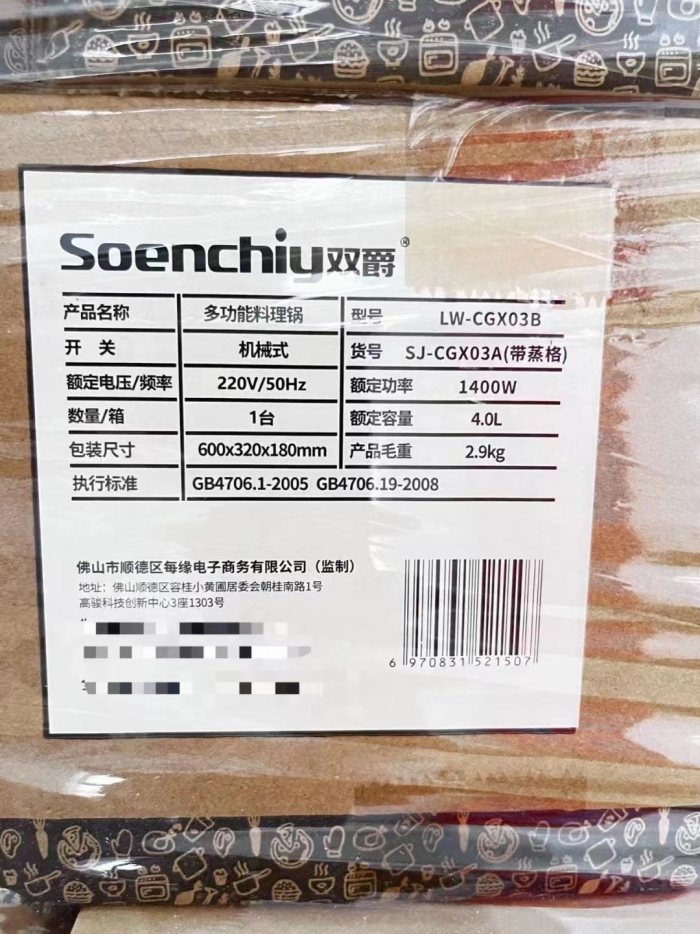 Soenchiy双爵®
产品名称 多功能料理锅 型号 LW-CGX03B
开 关 机械式 货号 SJ-CGX03A(带蒸格)
额定电压/频率 220V/50Hz 额定功率 1400W
数量/箱 1台 额定容量 4.0L
包装尺寸 600x320x180mm 产品毛重 2.9kg
执行标准 GB4706.1-2005 GB4706.19-2008
佛山市顺德区每缘电子商务有限公司（监制）
地址：佛山顺德区容桂小黄圃居委会朝桂南路1号
高骏科技创新中心3座1303号
6 970831 521507